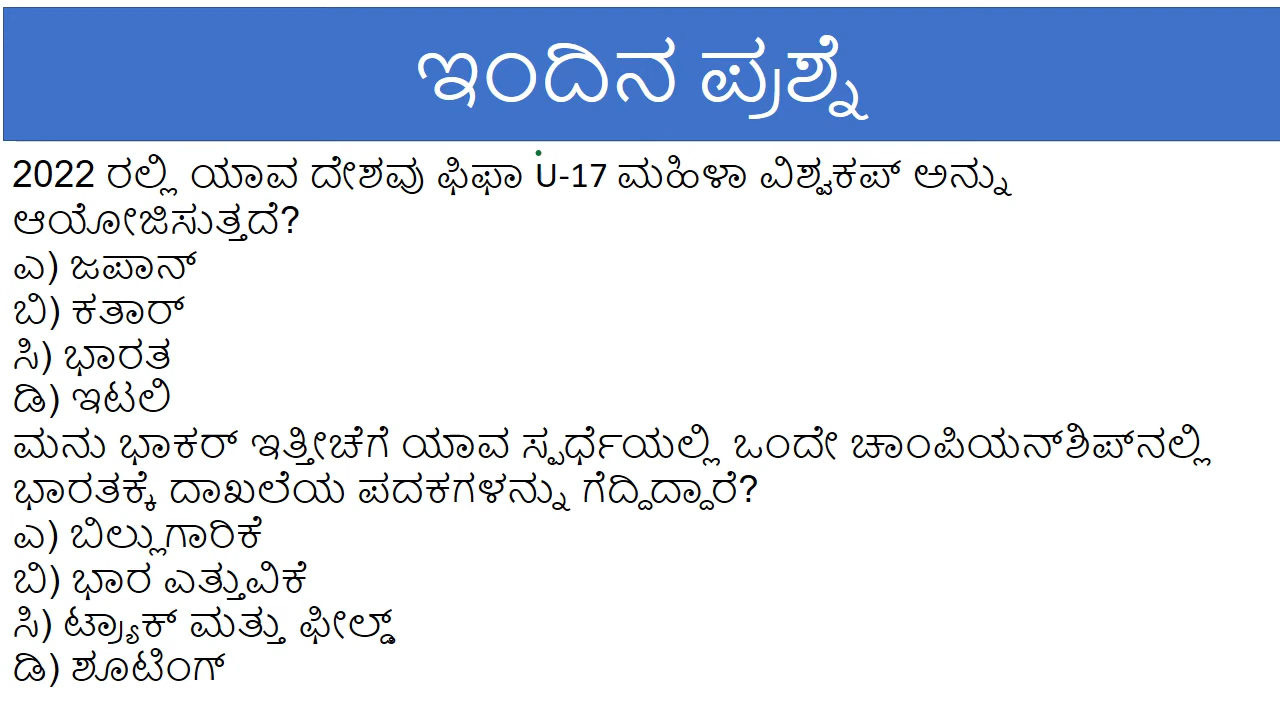 ಇಂದಿನ ಪ್ರಶ್ನೆ
2022 ರಲ್ಲಿ ಯಾವ ದೇಶವು ಫಿಫಾ U-17 ಮಹಿಳಾ ವಿಶ್ವಕಪ್ ಅನ್ನು
ಆಯೋಜಿಸುತ್ತದೆ?
ಎ) ಜಪಾನ್
ಬಿ) ಕತಾರ್
ಸಿ) ಭಾರತ
ಡಿ) ಇಟಲಿ
ಮನು ಭಾಕರ್ ಇತ್ತೀಚೆಗೆ ಯಾವ ಸ್ಪರ್ಧೆಯಲ್ಲಿ ಒಂದೇ ಚಾಂಪಿಯನ್‌ಶಿಪ್‌ನಲ್ಲಿ
ಭಾರತಕ್ಕೆ ದಾಖಲೆಯ ಪದಕಗಳನ್ನು ಗೆದ್ದಿದ್ದಾರೆ?
ಎ) ಬಿಲ್ಲುಗಾರಿಕೆ
ಬಿ) ಭಾರ ಎತ್ತುವಿಕೆ
ಸಿ) ಟ್ರ್ಯಾಕ್ ಮತ್ತು ಫೀಲ್ಡ್
ಡಿ) ಶೂಟಿಂಗ್